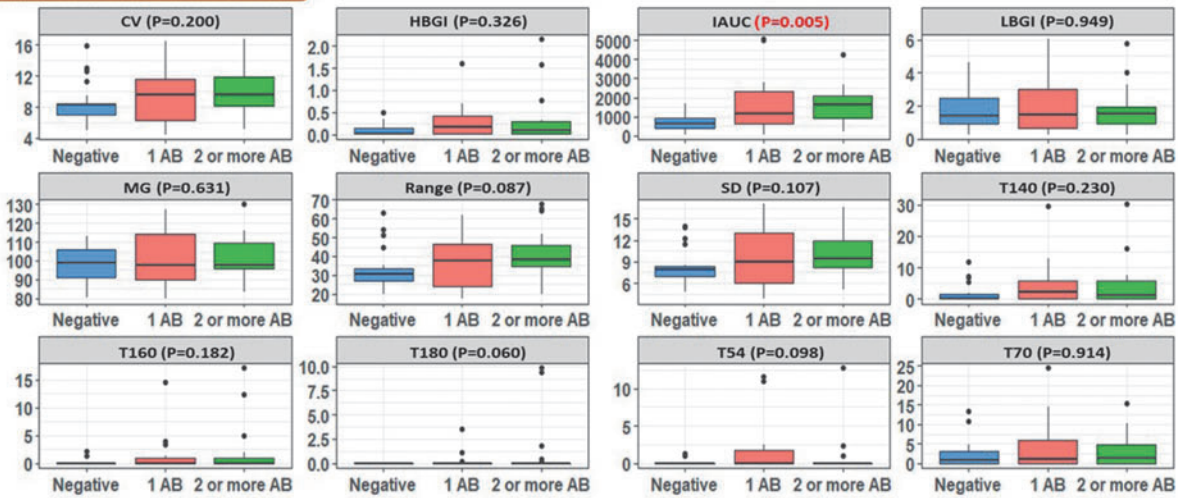 CV (P=0.200) HBGI (P=0.326) IAUC (P=0.005) LBGI (P=0.949)
16 2.0 5000 6
12 1.5 4000 4
8 1.0 3000 2
4 0.5 2000 0
0.0 1000
0
Negative 1 AB 2 or more AB Negative 1 AB 2 or more AB Negative 1 AB 2 or more AB Negative 1 AB 2 or more AB
MG (P=0.631) Range (P=0.087) SD (P=0.107) T140 (P=0.230)
130 70 15 30
120 60 12 20
110 50 9 10
100 40 6 0
90 30
80 20
Negative 1 AB 2 or more AB Negative 1 AB 2 or more AB Negative 1 AB 2 or more AB Negative 1 AB 2 or more AB
T160 (P=0.182) T180 (P=0.060) T54 (P=0.098) T70 (P=0.914)
15 10.0 10 25
10 7.5 5 20
5 5.0 0 15
0 2.5 10
0.0 5
0
Negative 1 AB 2 or more AB Negative 1 AB 2 or more AB Negative 1 AB 2 or more AB Negative 1 AB 2 or more AB